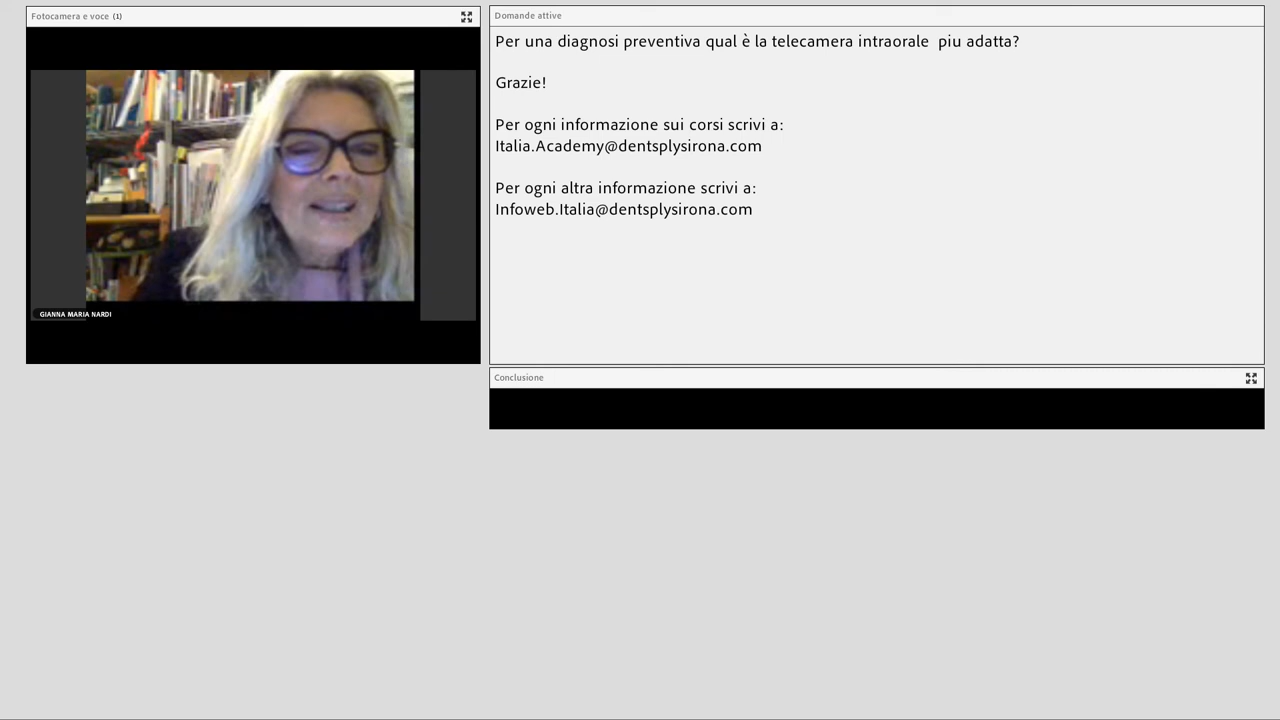 Fotocamera e voce (1)
GIANNA MARIA NARDI
Domande attive
Per una diagnosi preventiva qual è la telecamera intraorale  piu adatta?
Grazie!
Per ogni informazione sui corsi scrivi a:
Italia.Academy@dentsplysirona.com
Per ogni altra informazione scrivi a:
Infoweb.Italia@dentsplysirona.com
Conclusione